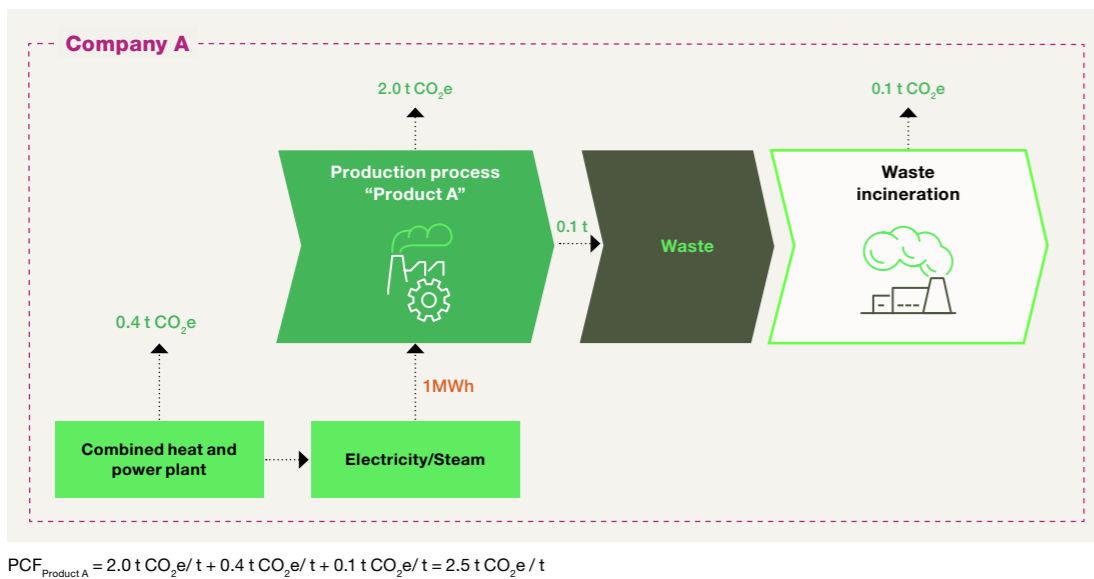 Company A
2.0 t CO₂e
0.1 t CO₂e
Production process
“Product A”
Waste
incineration
0.1 t
Waste
0.4 t CO₂e
1MWh
Combined heat and
power plant
Electricity/Steam
PCF Product A = 2.0 t CO₂e/ t + 0.4 t CO₂e/ t + 0.1 t CO₂e/ t = 2.5 t CO₂e / t